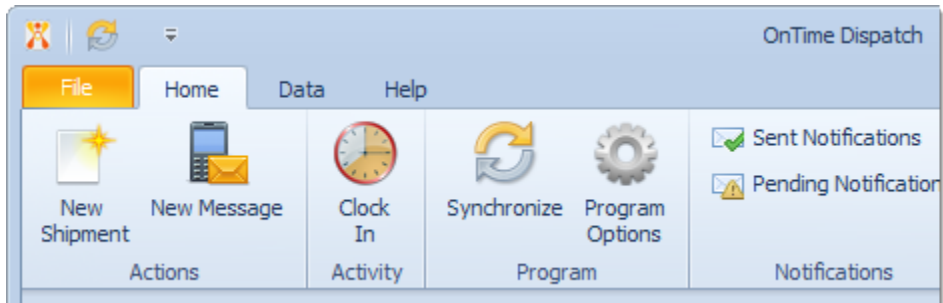 OnTime Dispatch
File Home Data Help
New Shipment
New Message
Clock In
Synchronize
Program Options
Sent Notifications
Pending Notification
Actions Activity Program Notifications